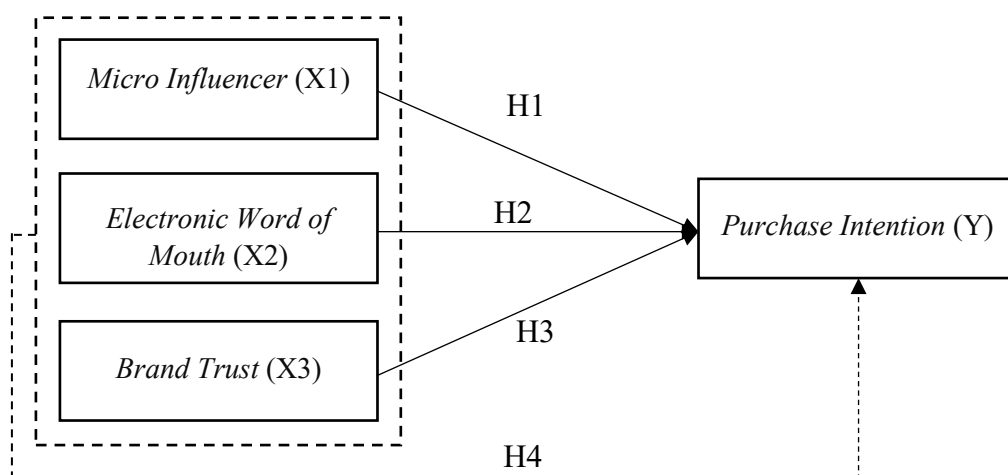 Micro Influencer (X1)
H1
Electronic Word of
Mouth (X2)
H2
Purchase Intention (Y)
H3
Brand Trust (X3)
H4